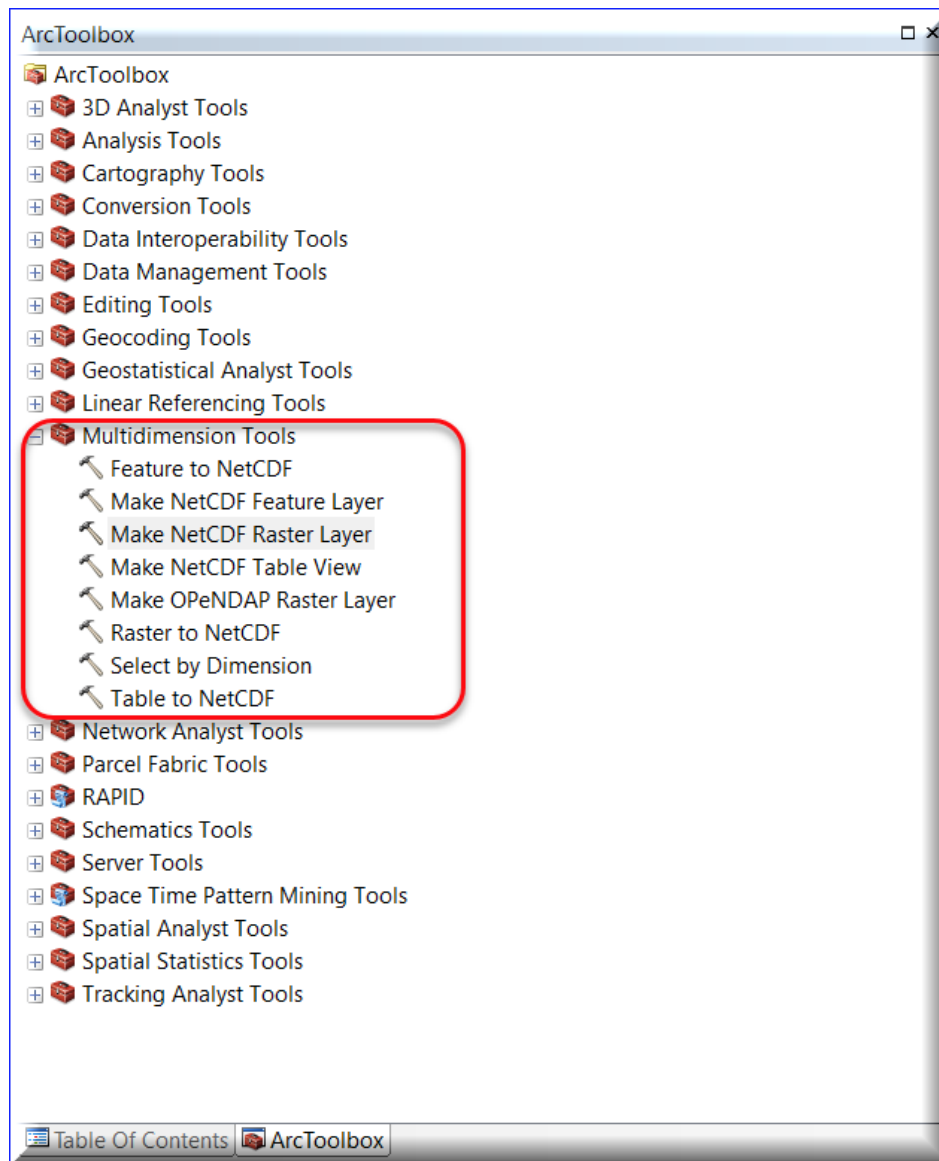 ArcToolbox
ArcToolbox
3D Analyst Tools
Analysis Tools
Cartography Tools
Conversion Tools
Data Interoperability Tools
Data Management Tools
Editing Tools
Geocoding Tools
Geostatistical Analyst Tools
Linear Referencing Tools
Multidimension Tools
Feature to NetCDF
Make NetCDF Feature Layer
Make NetCDF Raster Layer
Make NetCDF Table View
Make OPeNDAP Raster Layer
Raster to NetCDF
Select by Dimension
Table to NetCDF
Network Analyst Tools
Parcel Fabric Tools
RAPID
Schematics Tools
Server Tools
Space Time Pattern Mining Tools
Spatial Analyst Tools
Spatial Statistics Tools
Tracking Analyst Tools
Table Of Contents ArcToolbox